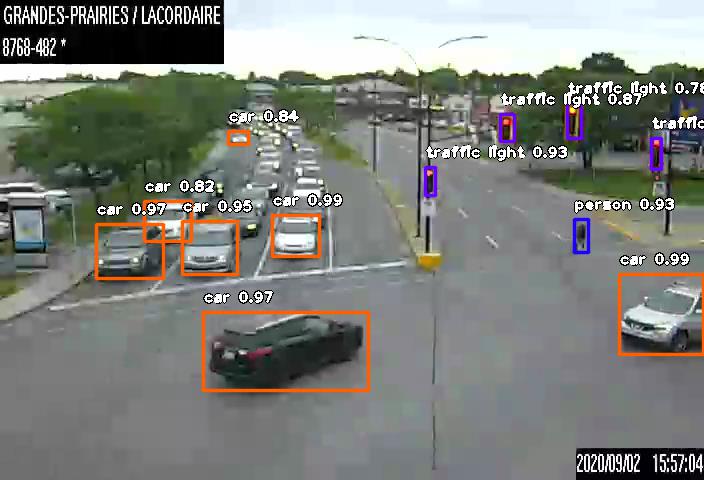 GRANDES-PRAIRIES / LACORDAIRE
8768-482 *
traffic light 0.78
traffic light 0.87
car 0.84
traffic
traffic light 0.93
car 0.82
car 0.99
person 0.93
car 0.97
car 0.95
car 0.99
car 0.97
2020/09/02 15:57:04